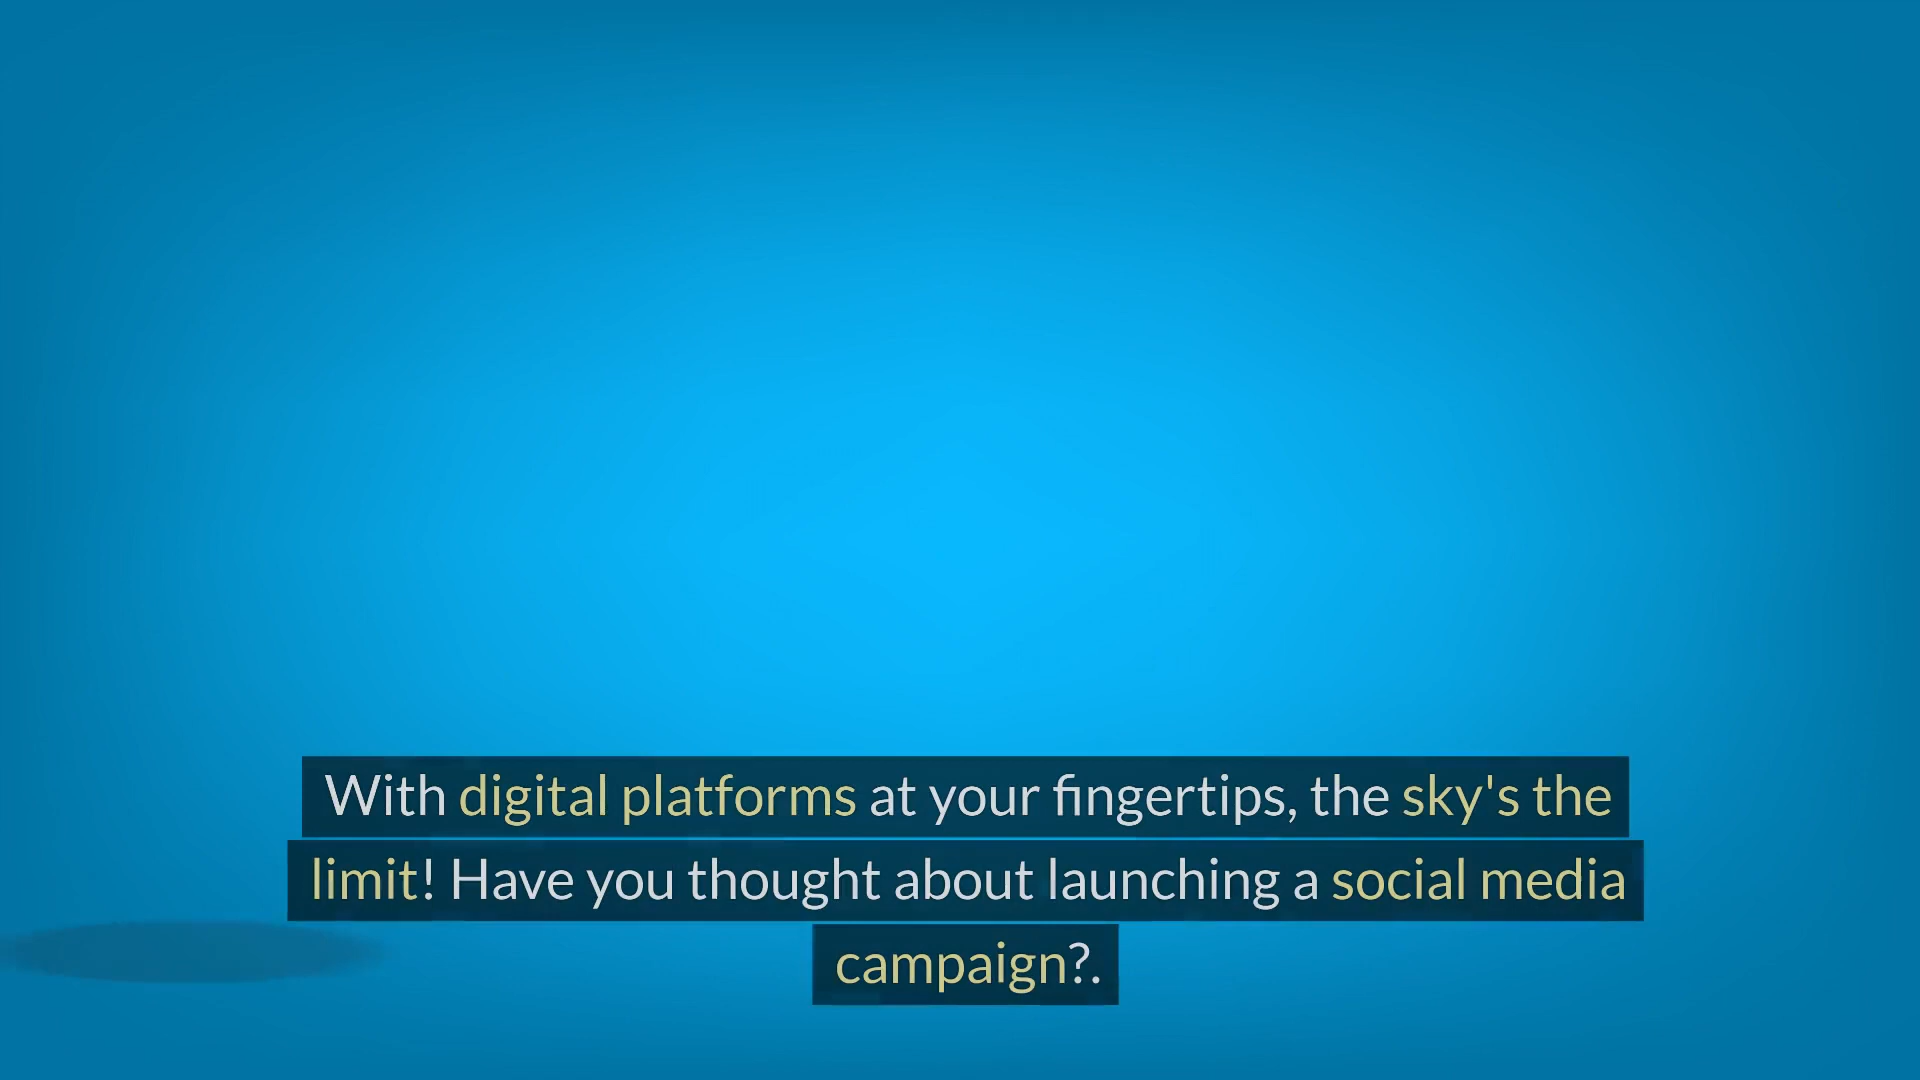 With digital platforms at your fingertips, the sky's the
limit! Have you thought about launching a social media
campaign?.